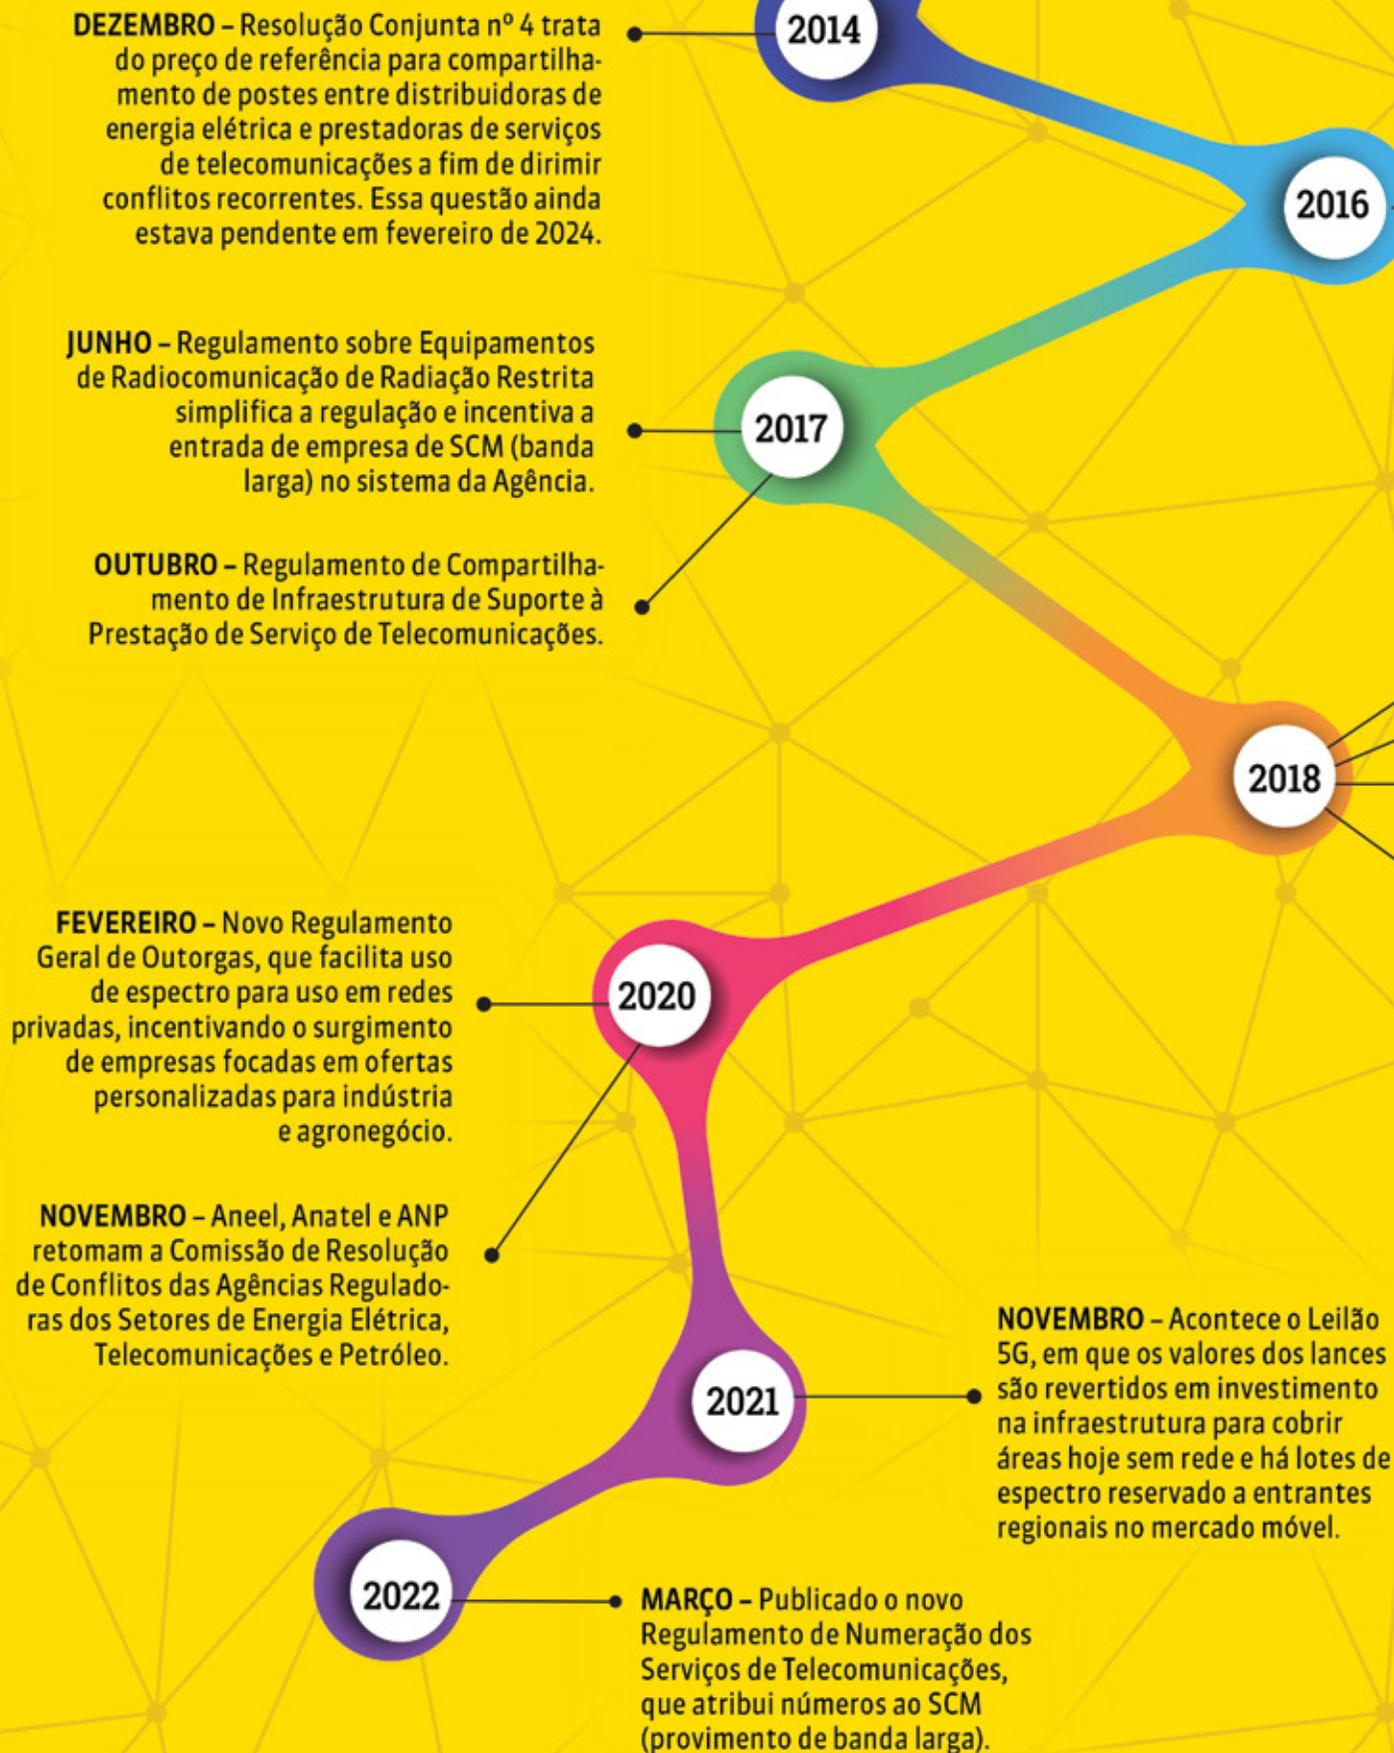 2014
DEZEMBRO – Resolução Conjunta nº 4 trata
do preço de referência para compartilha-
mento de postes entre distribuidoras de
energia elétrica e prestadoras de serviços
de telecomunicações a fim de dirimir
conflitos recorrentes. Essa questão ainda
estava pendente em fevereiro de 2024.
2016
2017
JUNHO – Regulamento sobre Equipamentos
de Radiocomunicação de Radiação Restrita
simplifica a regulação e incentiva a
entrada de empresa de SCM (banda
larga) no sistema da Agência.
OUTUBRO – Regulamento de Compartilha-
mento de Infraestrutura de Suporte à
Prestação de Serviço de Telecomunicações.
2018
2020
FEVEREIRO – Novo Regulamento
Geral de Outorgas, que facilita uso
de espectro para uso em redes
privadas, incentivando o surgimento
de empresas focadas em ofertas
personalizadas para indústria
e agronegócio.
NOVEMBRO – Aneel, Anatel e ANP
retomam a Comissão de Resolução
de Conflitos das Agências Regulado-
ras dos Setores de Energia Elétrica,
Telecomunicações e Petróleo.
2021
NOVEMBRO – Acontece o Leilão
5G, em que os valores dos lances
são revertidos em investimento
na infraestrutura para cobrir
áreas hoje sem rede e há lotes de
espectro reservado a entrantes
regionais no mercado móvel.
2022
MARÇO – Publicado o novo
Regulamento de Numeração dos
Serviços de Telecomunicações,
que atribui números ao SCM
(provimento de banda larga).